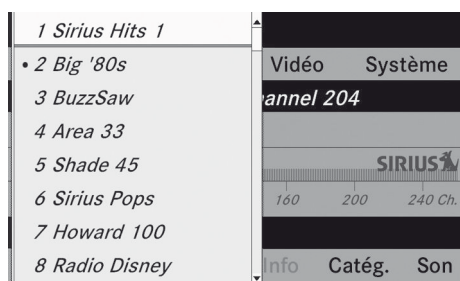 1 Sirius Hits 1
• 2 Big '80s
3 BuzzSaw
4 Area 33
5 Shade 45
6 Sirius Pops
7 Howard 100
8 Radio Disney
Vidéo Système
annel 204
SIRIUS
160 200 240 Ch.
Info Catég. Son